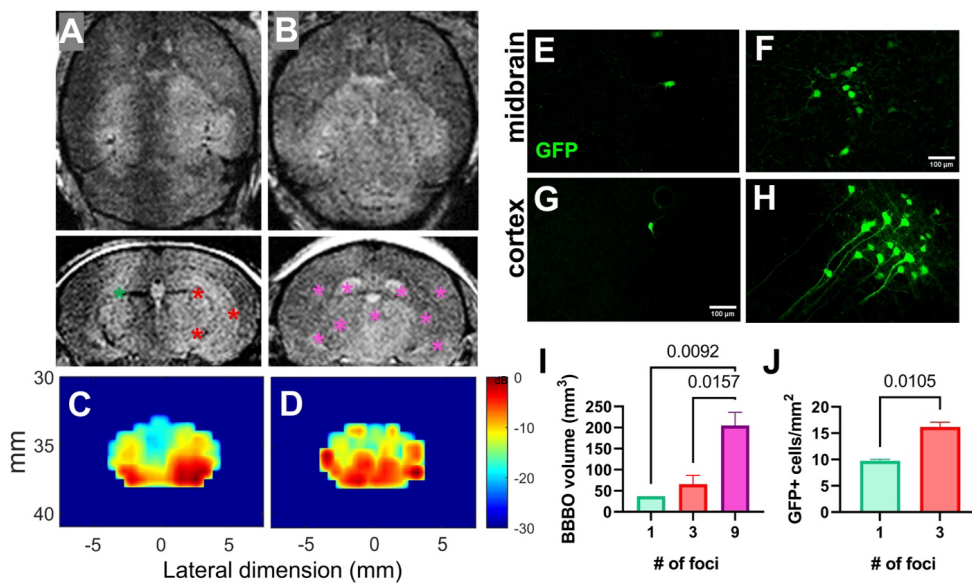 A
B
midbrain
E
F
GFP
100 µm
cortex
G
H
100 µm
30
35
40
mm
C
D
-5
0
5
-5
0
5
Lateral dimension (mm)
0
dB
-10
-20
-30
I
0.0092
0.0157
BBBO volume (mm³)
250
200
150
100
50
0
1
3
9
# of foci
J
0.0105
GFP+ cells/mm²
20
15
10
5
0
1
3
# of foci